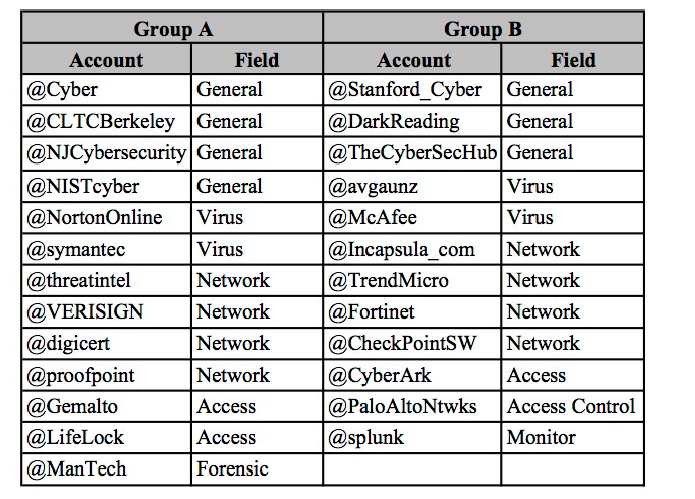 Group A Group B
Account Field Account Field
@Cyber General @Stanford_Cyber General
@CLTCBerkeley General @DarkReading General
@NJCybersecurity General @TheCyberSecHub General
@NISTcyber General @avgaunz Virus
@NortonOnline Virus @McAfee Virus
@symantec Virus @Incapsula_com Network
@threatintel Network @TrendMicro Network
@VERISIGN Network @Fortinet Network
@digicert Network @CheckPointSW Network
@proofpoint Network @CyberArk Access
@Gemalto Access @PaloAltoNtwks Access Control
@LifeLock Access @splunk Monitor
@ManTech Forensic